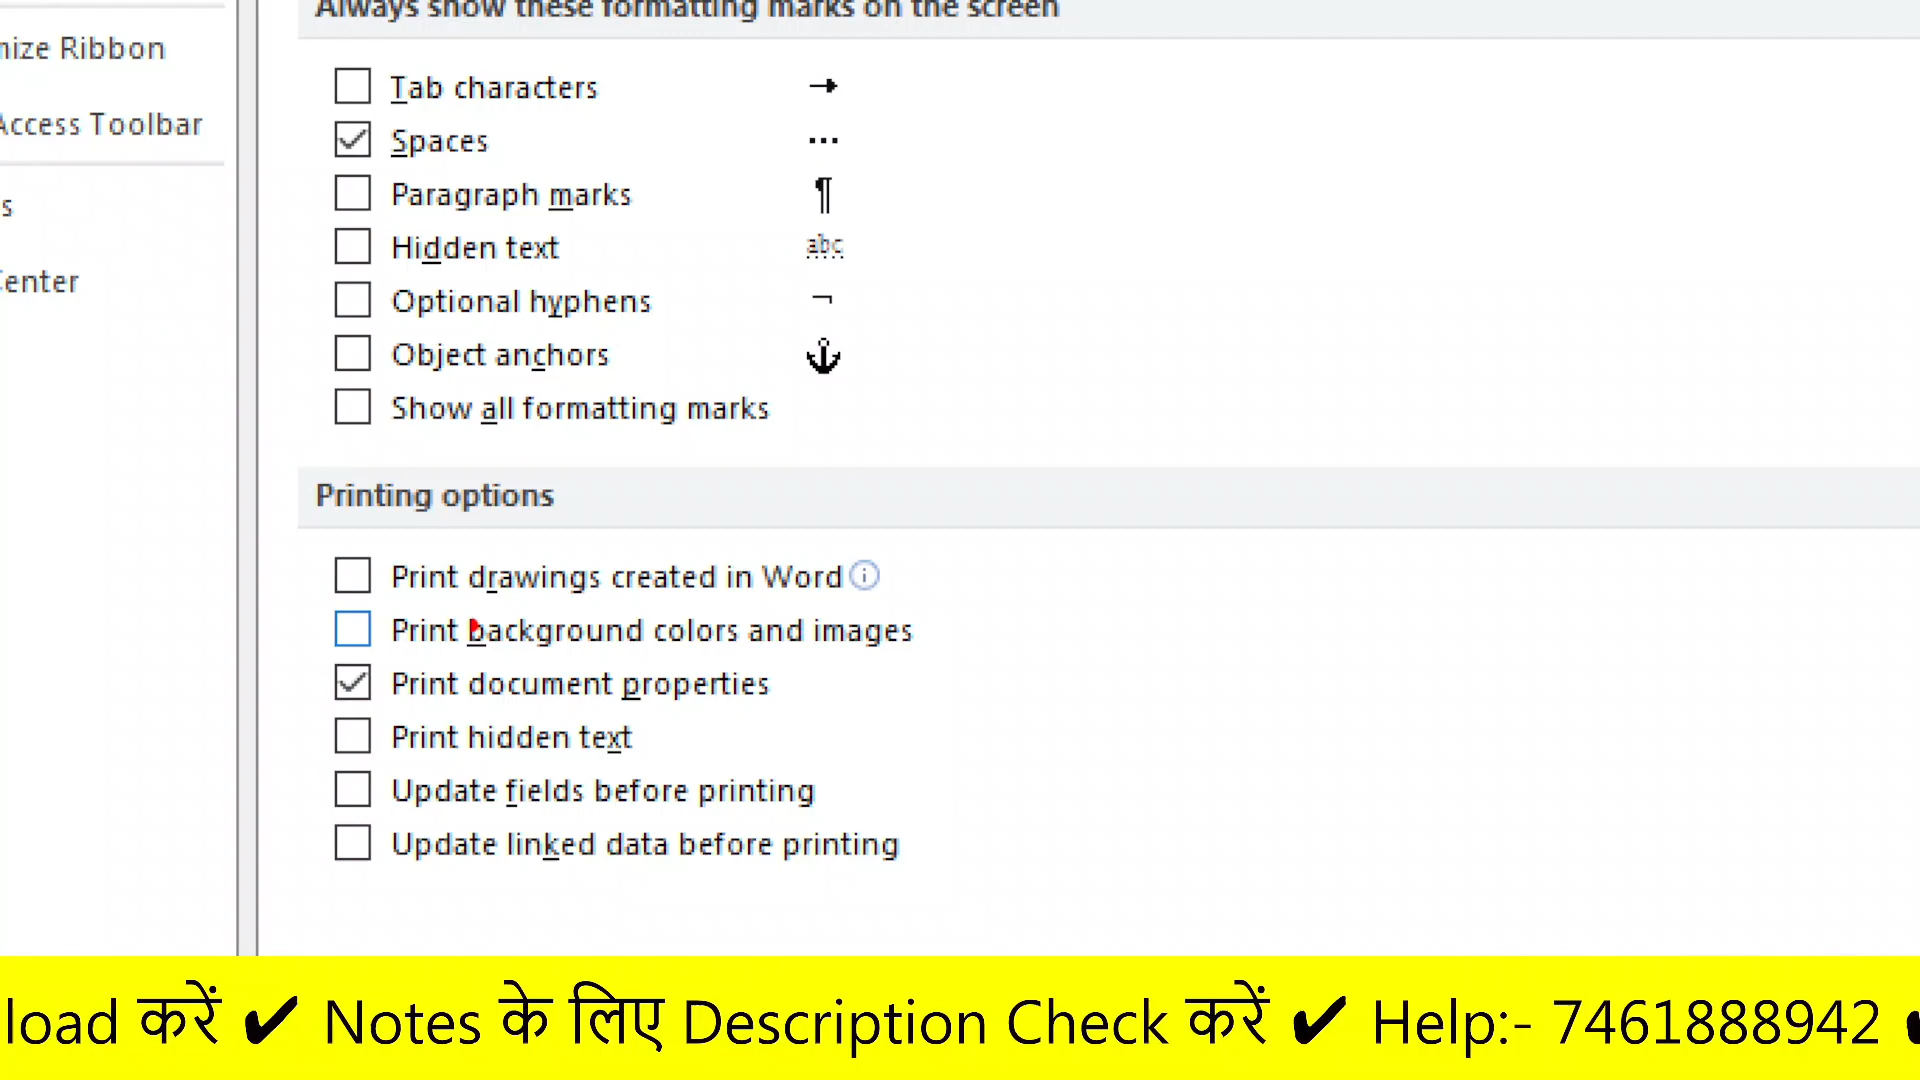 Always show these formatting marks on the screen
mize Ribbon
Tab characters
Access Toolbar
Spaces
Paragraph marks ¶
s
Hidden text abc
Center
Optional hyphens ¬
Object anchors
Show all formatting marks
Printing options
Print drawings created in Word
Print background colors and images
Print document properties
Print hidden text
Update fields before printing
Update linked data before printing
load करें ✔ Notes के लिए Description Check करें ✔ Help:- 7461888942 ✔